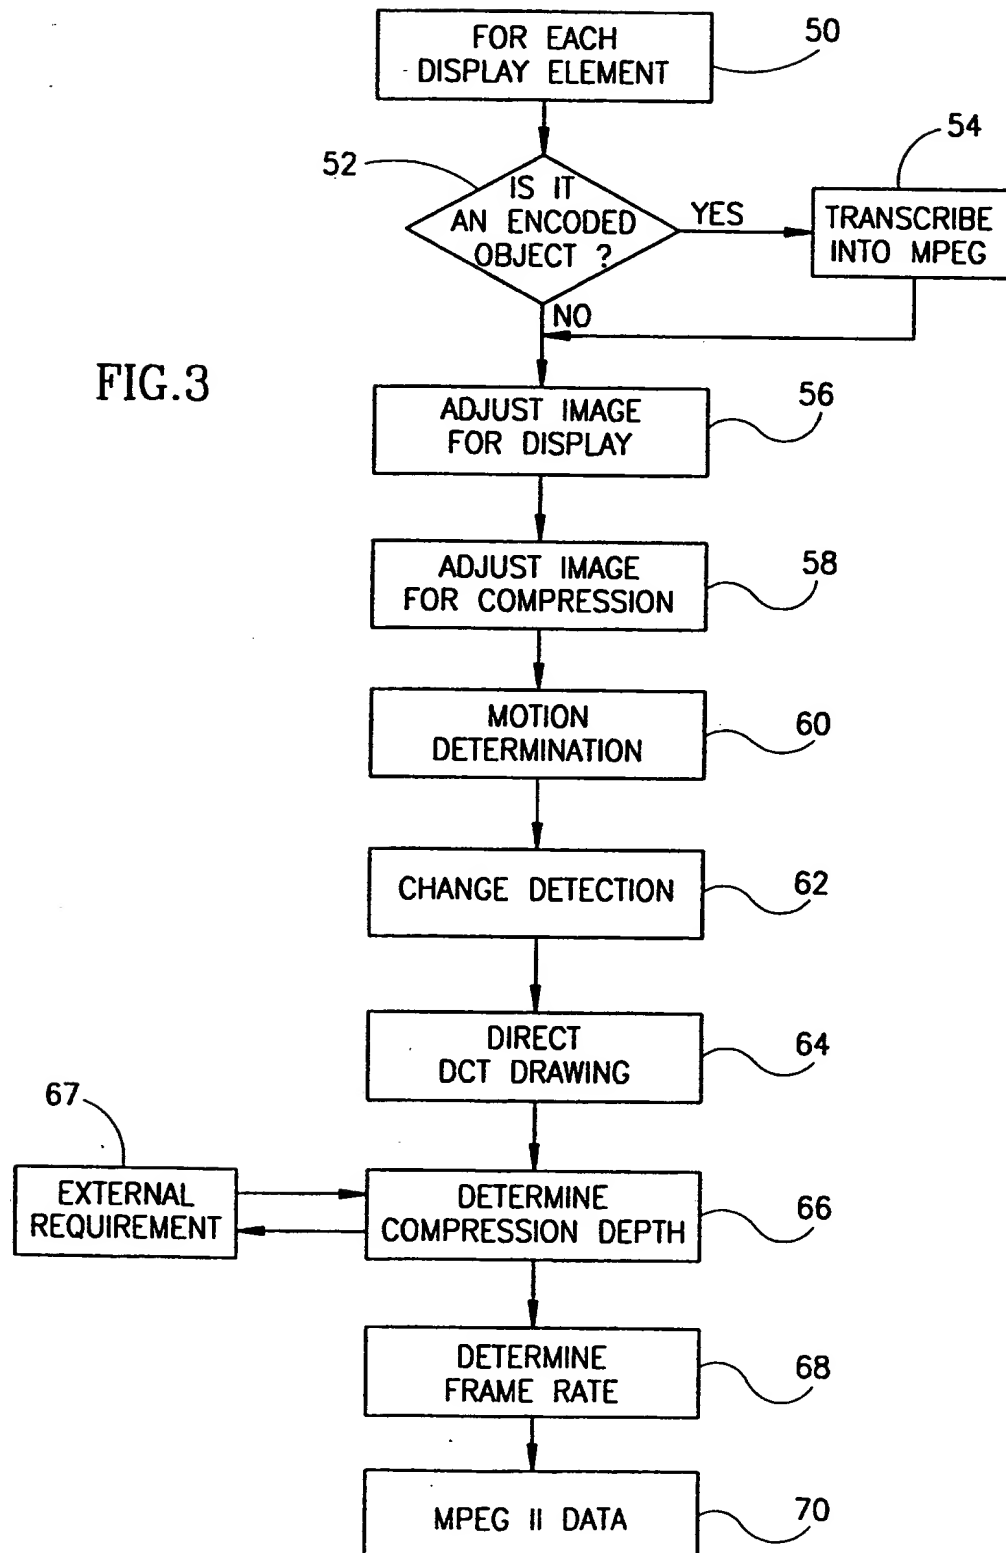 FOR EACH
DISPLAY ELEMENT
50
52
IS IT
AN ENCODED
OBJECT ?
YES
54
TRANSCRIBE
INTO MPEG
NO
FIG.3
ADJUST IMAGE
FOR DISPLAY
56
ADJUST IMAGE
FOR COMPRESSION
58
MOTION
DETERMINATION
60
CHANGE DETECTION
62
DIRECT
DCT DRAWING
64
67
EXTERNAL
REQUIREMENT
DETERMINE
COMPRESSION DEPTH
66
DETERMINE
FRAME RATE
68
MPEG II DATA
70